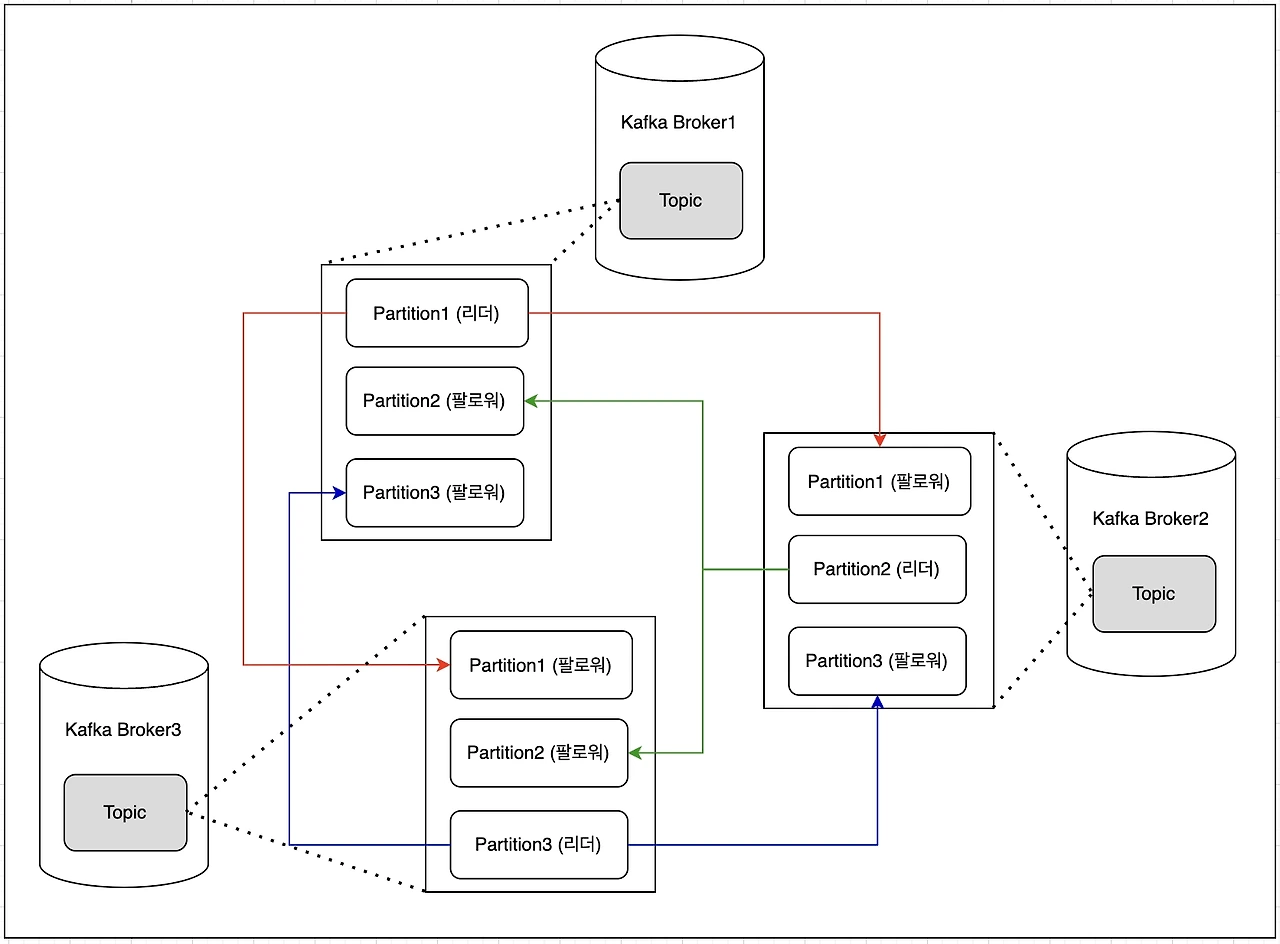 Kafka Broker1
Topic
Partition1 (리더)
Partition2 (팔로워)
Partition3 (팔로워)
Partition1 (팔로워)
Partition2 (리더)
Partition3 (팔로워)
Kafka Broker2
Topic
Partition1 (팔로워)
Partition2 (팔로워)
Partition3 (리더)
Kafka Broker3
Topic